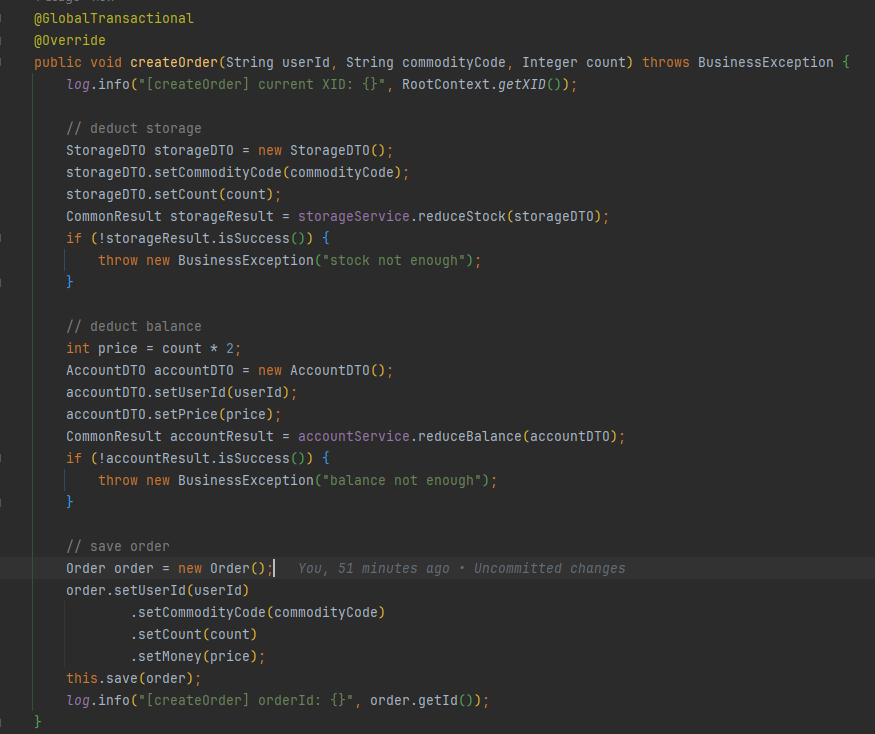 @GlobalTransactional
@Override
public void createOrder(String userId, String commodityCode, Integer count) throws BusinessException {
    log.info("[createOrder] current XID: {}", RootContext.getXID());

    // deduct storage
    StorageDTO storageDTO = new StorageDTO();
    storageDTO.setCommodityCode(commodityCode);
    storageDTO.setCount(count);
    CommonResult storageResult = storageService.reduceStock(storageDTO);
    if (!storageResult.isSuccess()) {
        throw new BusinessException("stock not enough");
    }

    // deduct balance
    int price = count * 2;
    AccountDTO accountDTO = new AccountDTO();
    accountDTO.setUserId(userId);
    accountDTO.setPrice(price);
    CommonResult accountResult = accountService.reduceBalance(accountDTO);
    if (!accountResult.isSuccess()) {
        throw new BusinessException("balance not enough");
    }

    // save order
    Order order = new Order();    You, 51 minutes ago • Uncommitted changes
    order.setUserId(userId)
            .setCommodityCode(commodityCode)
            .setCount(count)
            .setMoney(price);
    this.save(order);
    log.info("[createOrder] orderId: {}", order.getId());
}